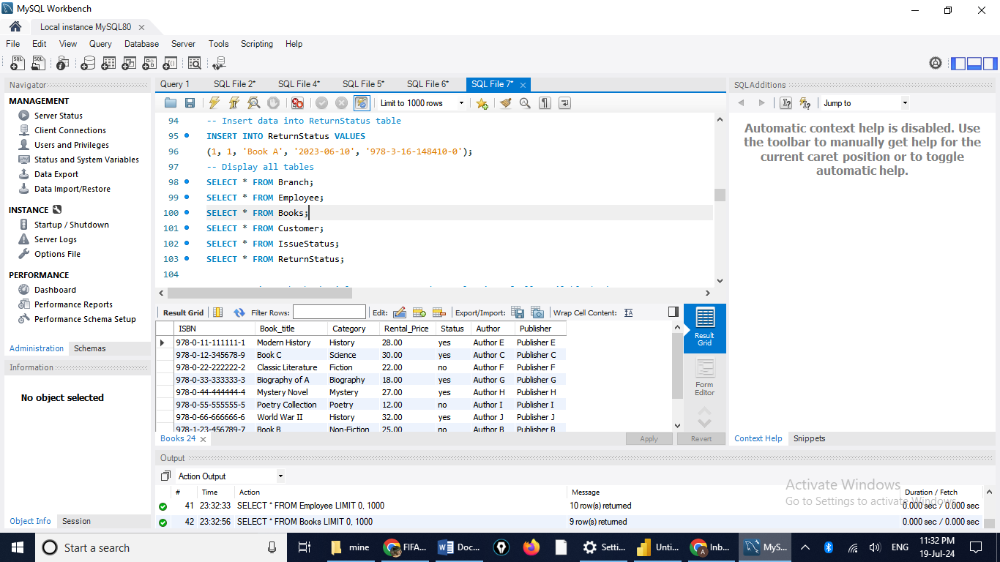 MySQL Workbench
Local instance MySQL80
File Edit View Query Database Server Tools Scripting Help
Navigator
MANAGEMENT
Server Status
Client Connections
Users and Privileges
Status and System Variables
Data Export
Data Import/Restore
INSTANCE
Startup / Shutdown
Server Logs
Options File
PERFORMANCE
Dashboard
Performance Reports
Performance Schema Setup
Administration Schemas
Information
No object selected
Object Info Session
Query 1 SQL File 2* SQL File 4* SQL File 5* SQL File 6* SQL File 7*
Limit to 1000 rows
94 -- Insert data into ReturnStatus table
95 INSERT INTO ReturnStatus VALUES
96 (1, 1, 'Book A', '2023-06-10', '978-3-16-148410-0');
97 -- Display all tables
98 SELECT * FROM Branch;
99 SELECT * FROM Employee;
100 SELECT * FROM Books;
101 SELECT * FROM Customer;
102 SELECT * FROM IssueStatus;
103 SELECT * FROM ReturnStatus;
104
Result Grid Filter Rows: Edit: Export/Import: Wrap Cell Content:
ISBN Book_title Category Rental_Price Status Author Publisher
978-0-11-111111-1 Modern History History 28.00 yes Author E Publisher E
978-0-12-345678-9 Book C Science 30.00 yes Author C Publisher C
978-0-22-222222-2 Classic Literature Fiction 22.00 no Author F Publisher F
978-0-33-333333-3 Biography of A Biography 18.00 yes Author G Publisher G
978-0-44-444444-4 Mystery Novel Mystery 27.00 yes Author H Publisher H
978-0-55-555555-5 Poetry Collection Poetry 12.00 no Author I Publisher I
978-0-66-666666-6 World War II History 32.00 yes Author J Publisher J
978-1-23-456789-7 Book B Non-Fiction 25.00 no Author B Publisher B
Result
Grid
Form
Editor
Books 24 Apply Revert
SQLAdditions
Jump to
Automatic context help is disabled. Use
the toolbar to manually get help for the
current caret position or to toggle
automatic help.
Context Help Snippets
Output
Action Output
# Time Action Message Duration / Fetch
41 23:32:33 SELECT * FROM Employee LIMIT 0, 1000 10 row(s) returned 0.000 sec / 0.000 sec
42 23:32:56 SELECT * FROM Books LIMIT 0, 1000 9 row(s) returned 0.000 sec / 0.000 sec
Activate Windows
Go to Settings to activate Windows.
Start a search
mine FIFA... Doc... Setti... Unti... Inb... MyS... ENG
11:32 PM
19-Jul-24